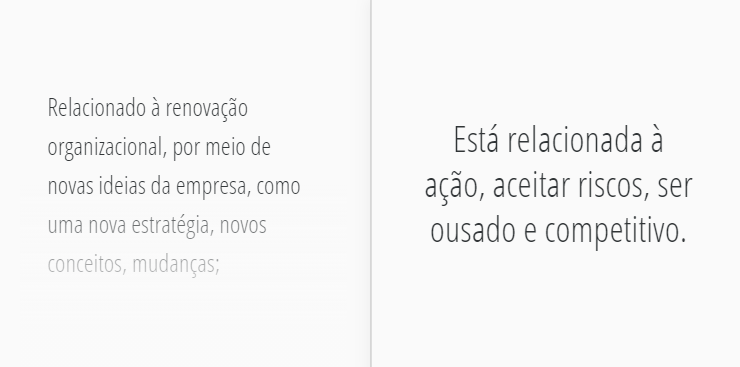 Relacionado à renovação
organizacional, por meio de
novas ideias da empresa, como
uma nova estratégia, novos
conceitos, mudanças;
Está relacionada à
ação, aceitar riscos, ser
ousado e competitivo.